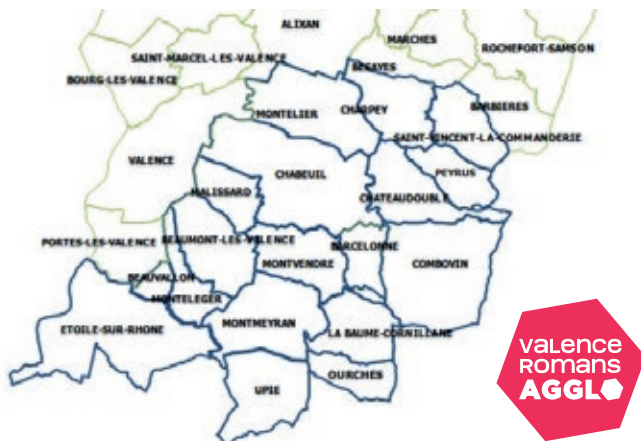 ALIXAN
MARCHES
ROCHEFORT-SAMSON
SAINT-MARCEL-LES-VALENCE
BESAYES
BOURG-LES-VALENCE
BARBIERES
MONTELIER
CHARPEY
SAINT-VINCENT-LA-COMMANDERIE
VALENCE
CHABEUIL
PEYRUS
MALISSARD
CHATEAUDOUBLE
PORTES-LES-VALENCE
BEAUMONT-LES-VALENCE
BARCELONNE
MONTVENDRE
COMBOVIN
BEAUVALLON
MONTELEGER
ETOILE-SUR-RHONE
MONTMEYRAN
LA BAUME-CORNILLANE
OURCHES
UPIE
VALENCE
ROMANS
AGGLO